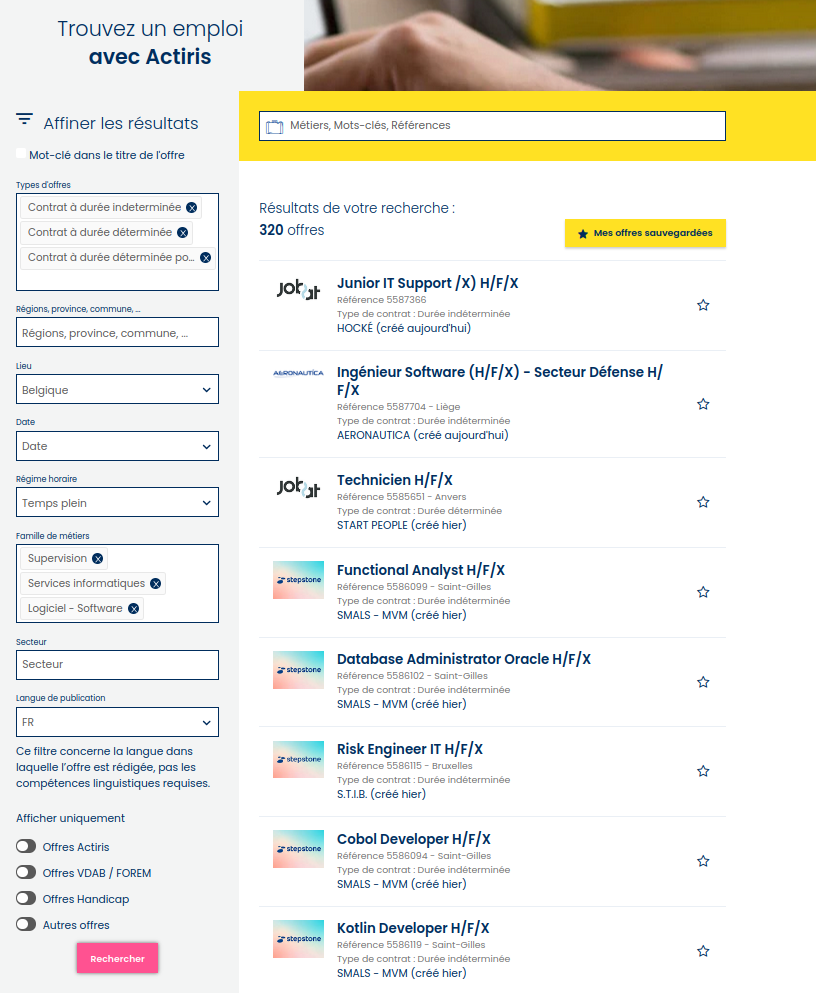 Trouvez un emploi
avec Actiris
Affiner les résultats
Mot-clé dans le titre de l'offre
Types d'offres
Contrat à durée indeterminée
Contrat à durée déterminée
Contrat à durée déterminée po...
Régions, province, commune, ...
Régions, province, commune, ...
Lieu
Belgique
Date
Date
Régime horaire
Temps plein
Famille de métiers
Supervision
Services informatiques
Logiciel - Software
Secteur
Secteur
Langue de publication
FR
Ce filtre concerne la langue dans
laquelle l'offre est rédigée, pas les
compétences linguistiques requises.
Afficher uniquement
Offres Actiris
Offres VDAB / FOREM
Offres Handicap
Autres offres
Rechercher
Métiers, Mots-clés, Références
Résultats de votre recherche :
320 offres
Mes offres sauvegardées
jobat
Junior IT Support /X) H/F/X
Référence 5587366
Type de contrat : Durée indéterminée
HOCKÉ (créé aujourd'hui)
AERONAUTICA
Ingénieur Software (H/F/X) - Secteur Défense H/
F/X
Référence 5587704 - Liège
Type de contrat : Durée indéterminée
AERONAUTICA (créé aujourd'hui)
jobat
Technicien H/F/X
Référence 5585651 - Anvers
Type de contrat : Durée déterminée
START PEOPLE (créé hier)
stepstone
Functional Analyst H/F/X
Référence 5586099 - Saint-Gilles
Type de contrat : Durée indéterminée
SMALS - MVM (créé hier)
stepstone
Database Administrator Oracle H/F/X
Référence 5586102 - Saint-Gilles
Type de contrat : Durée indéterminée
SMALS - MVM (créé hier)
stepstone
Risk Engineer IT H/F/X
Référence 5586115 - Bruxelles
Type de contrat : Durée indéterminée
S.T.I.B. (créé hier)
stepstone
Cobol Developer H/F/X
Référence 5586094 - Saint-Gilles
Type de contrat : Durée indéterminée
SMALS - MVM (créé hier)
stepstone
Kotlin Developer H/F/X
Référence 5586119 - Saint-Gilles
Type de contrat : Durée indéterminée
SMALS - MVM (créé hier)